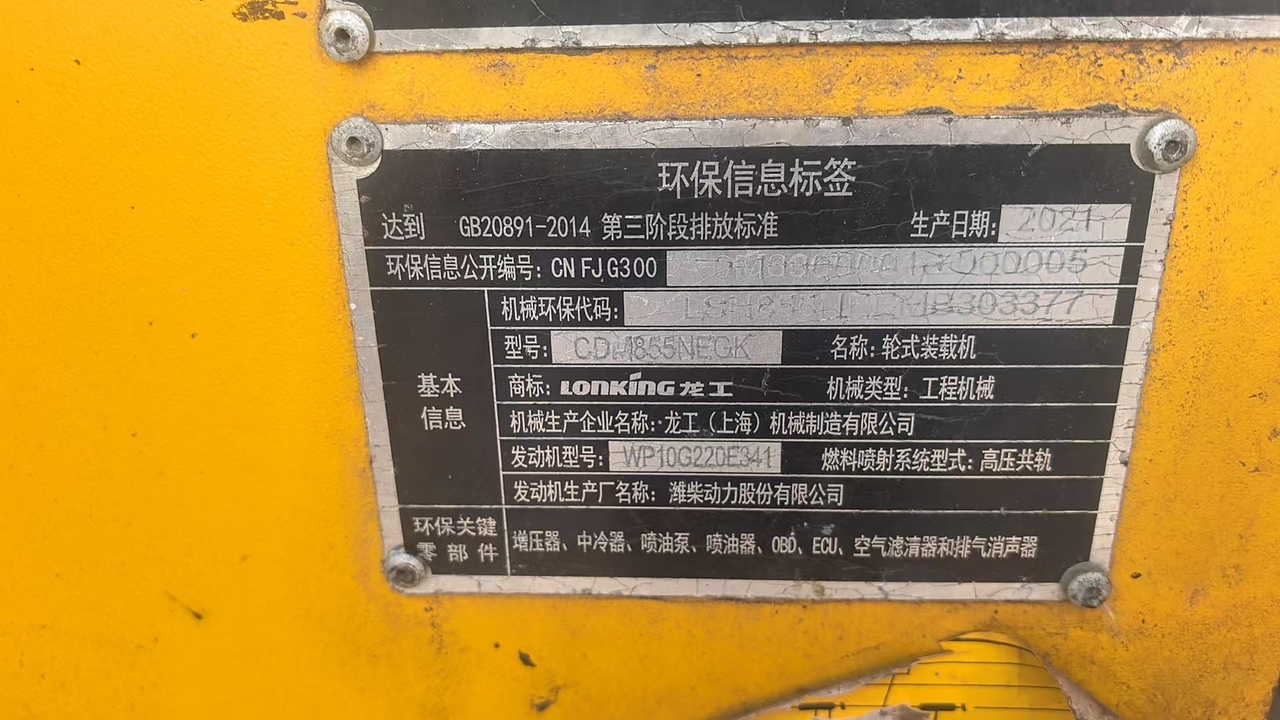 环保信息标签
达到 GB20891-2014 第三阶段排放标准 生产日期: 2021
环保信息公开编号: CN FJ G300 000005
机械环保代码: 303377
型号: CDM855NEGK 名称: 轮式装载机
基本信息
商标: LONKING 龙工 机械类型: 工程机械
机械生产企业名称: 龙工（上海）机械制造有限公司
发动机型号: WP10G220E341 燃料喷射系统型式: 高压共轨
发动机生产厂名称: 潍柴动力股份有限公司
环保关键零部件
增压器、中冷器、喷油泵、喷油器、OBD、ECU、空气滤清器和排气消声器